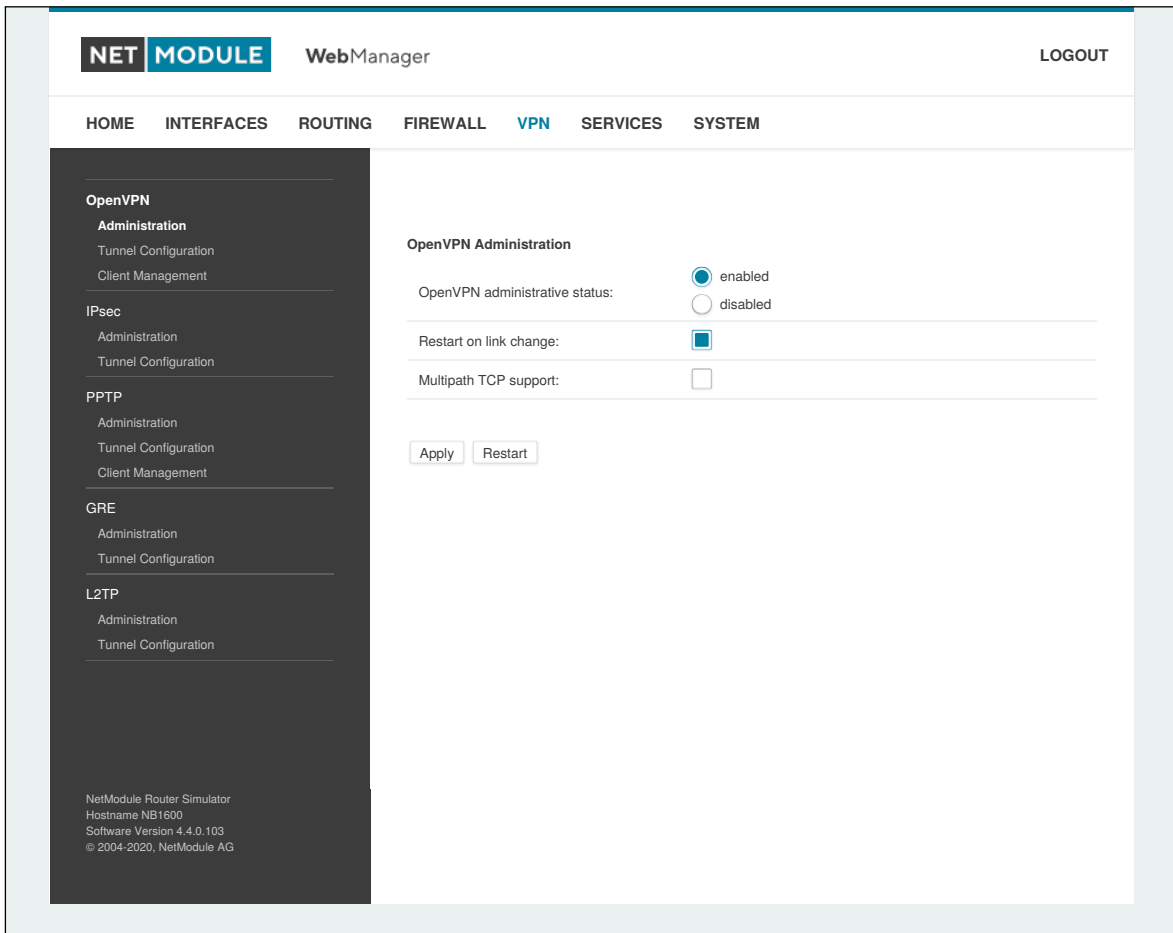 NET MODULE WebManager LOGOUT
HOME INTERFACES ROUTING FIREWALL VPN SERVICES SYSTEM
OpenVPN
Administration
Tunnel Configuration
Client Management
IPsec
Administration
Tunnel Configuration
PPTP
Administration
Tunnel Configuration
Client Management
GRE
Administration
Tunnel Configuration
L2TP
Administration
Tunnel Configuration
NetModule Router Simulator
Hostname NB1600
Software Version 4.4.0.103
© 2004-2020, NetModule AG
OpenVPN Administration
OpenVPN administrative status:
enabled
disabled
Restart on link change:
Multipath TCP support:
Apply Restart